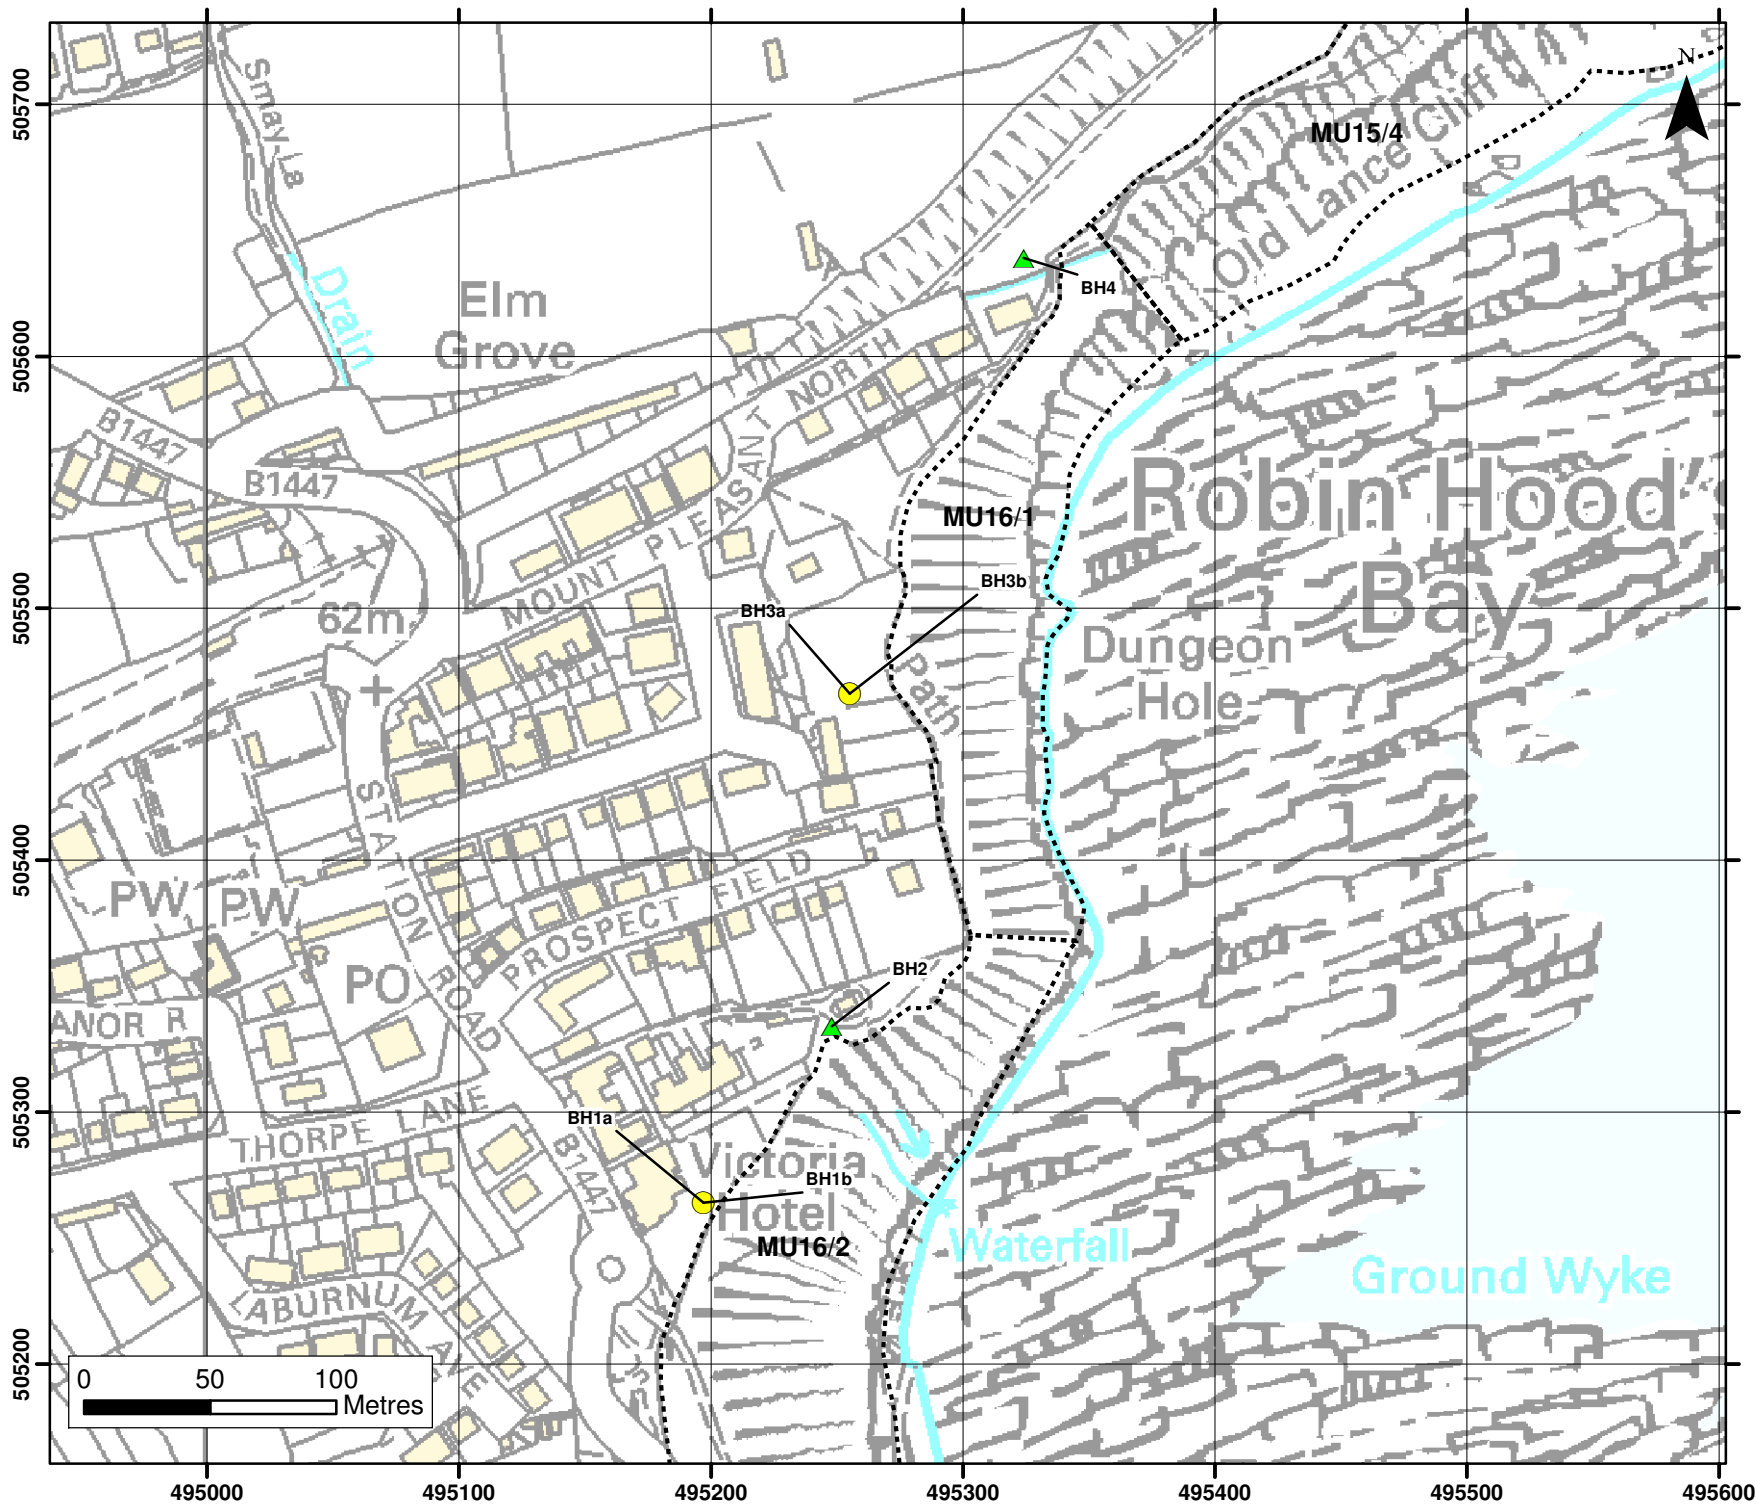 N
505700
505600
505500
505400
505300
505200
495000
495100
495200
495300
495400
495500
495600
Smay La
Drain
Elm
Grove
B1447
B1447
62m
MOUNT PLEASANT NORTH
MU15/4
Old Lance Cliff
BH4
MU16/1
Robin Hood'
Bay
BH3a
BH3b
Path
Dungeon
Hole
STATION ROAD
PW
PW
PO
PROSPECT FIELD
BH2
ANOR R
THORPE LANE
BH1a
B1447
Victoria
Hotel
BH1b
MU16/2
Waterfall
Ground Wyke
LABURNUM AVE
0 50 100
Metres